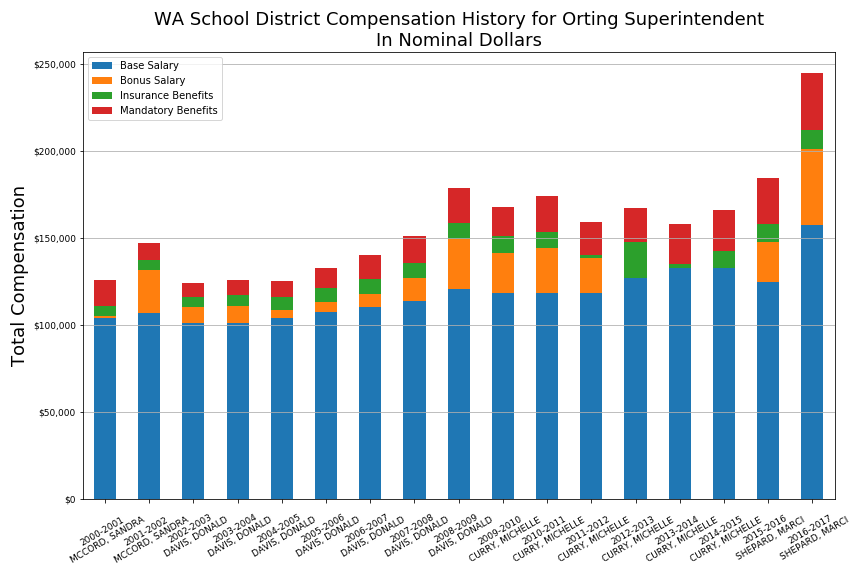 WA School District Compensation History for Orting Superintendent
In Nominal Dollars
Base Salary
Bonus Salary
Insurance Benefits
Mandatory Benefits
Total Compensation
$250,000
$200,000
$150,000
$100,000
$50,000
$0
2000-2001
MCCORD, SANDRA
2001-2002
MCCORD, SANDRA
2002-2003
DAVIS, DONALD
2003-2004
DAVIS, DONALD
2004-2005
DAVIS, DONALD
2005-2006
DAVIS, DONALD
2006-2007
DAVIS, DONALD
2007-2008
DAVIS, DONALD
2008-2009
DAVIS, DONALD
2009-2010
CURRY, MICHELLE
2010-2011
CURRY, MICHELLE
2011-2012
CURRY, MICHELLE
2012-2013
CURRY, MICHELLE
2013-2014
CURRY, MICHELLE
2014-2015
CURRY, MICHELLE
2015-2016
SHEPARD, MARCI
2016-2017
SHEPARD, MARCI